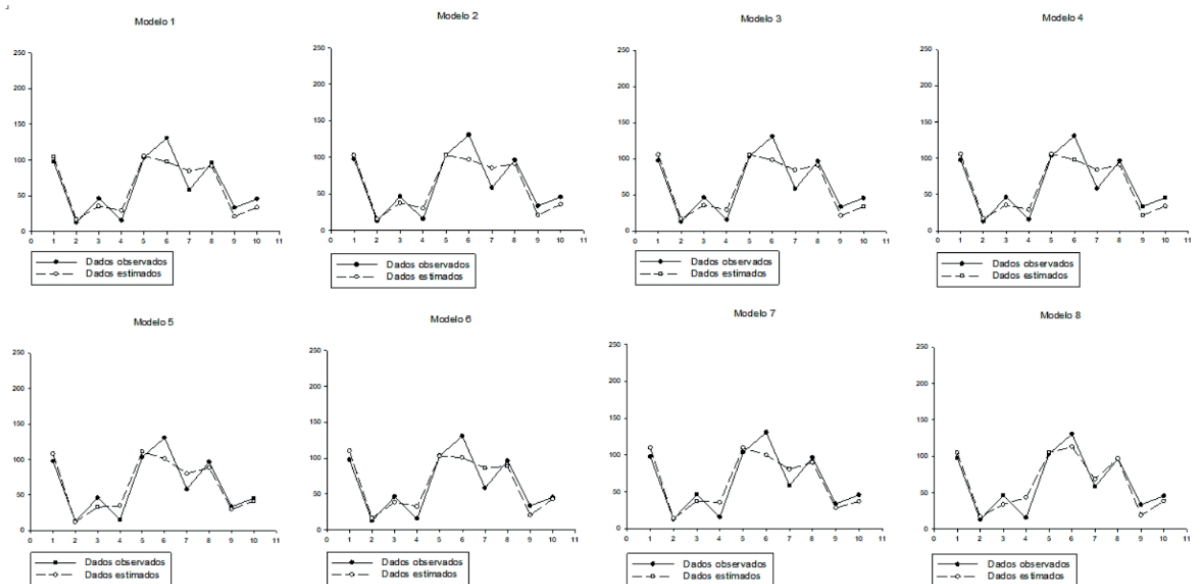 Modelo 1
250
200
150
100
50
0
0 1 2 3 4 5 6 7 8 9 10 11
Dados observados
Dados estimados
Modelo 2
250
200
150
100
50
0
0 1 2 3 4 5 6 7 8 9 10 11
Dados observados
Dados estimados
Modelo 3
250
200
150
100
50
0
0 1 2 3 4 5 6 7 8 9 10 11
Dados observados
Dados estimados
Modelo 4
250
200
150
100
50
0
0 1 2 3 4 5 6 7 8 9 10 11
Dados observados
Dados estimados
Modelo 5
250
200
150
100
50
0
0 1 2 3 4 5 6 7 8 9 10 11
Dados observados
Dados estimados
Modelo 6
250
200
150
100
50
0
0 1 2 3 4 5 6 7 8 9 10 11
Dados observados
Dados estimados
Modelo 7
250
200
150
100
50
0
0 1 2 3 4 5 6 7 8 9 10 11
Dados observados
Dados estimados
Modelo 8
250
200
150
100
50
0
0 1 2 3 4 5 6 7 8 9 10 11
Dados observados
Dados estimados